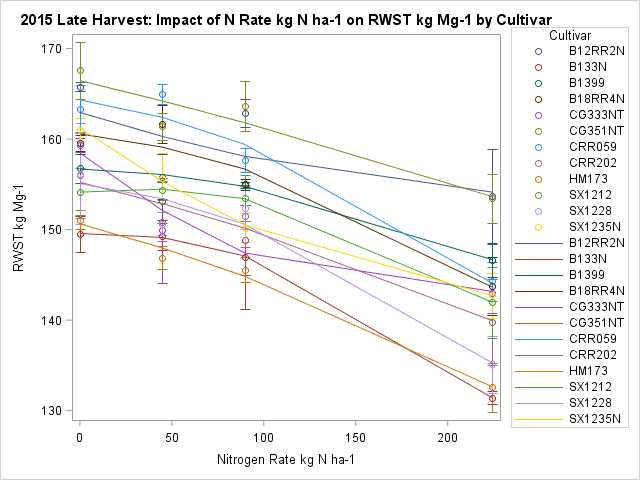 2015 Late Harvest: Impact of N Rate kg N ha-1 on RWST kg Mg-1 by Cultivar
RWST kg Mg-1
170
160
150
140
130
0 50 100 150 200
Nitrogen Rate kg N ha-1
Cultivar
B12RR2N
B133N
B1399
B18RR4N
CG333NT
CG351NT
CRR059
CRR202
HM173
SX1212
SX1228
SX1235N
B12RR2N
B133N
B1399
B18RR4N
CG333NT
CG351NT
CRR059
CRR202
HM173
SX1212
SX1228
SX1235N